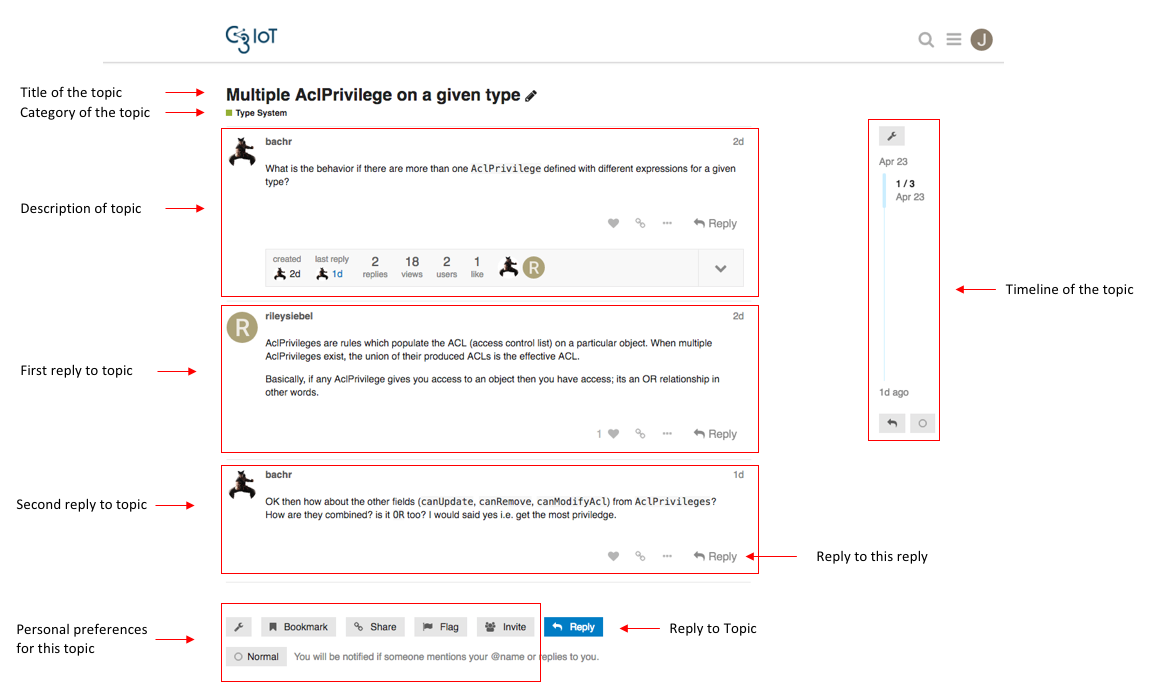 C3 IoT
J
Title of the topic
Multiple AclPrivilege on a given type
Category of the topic
Type System
bachr
2d
What is the behavior if there are more than one AclPrivilege defined with different expressions for a given
type?
Description of topic
Reply
created
last reply
2
18
2
1
2d
1d
replies
views
users
like
R
Apr 23
1 / 3
Apr 23
1d ago
Timeline of the topic
First reply to topic
R
rileysiebel
2d
AclPrivileges are rules which populate the ACL (access control list) on a particular object. When multiple
AclPrivileges exist, the union of their produced ACLs is the effective ACL.
Basically, if any AclPrivilege gives you access to an object then you have access; its an OR relationship in
other words.
1
Reply
Second reply to topic
bachr
1d
OK then how about the other fields (canUpdate, canRemove, canModifyAcl) from AclPrivileges?
How are they combined? is it OR too? I would said yes i.e. get the most priviledge.
Reply
Reply to this reply
Personal preferences
for this topic
Bookmark
Share
Flag
Invite
Reply
Reply to Topic
Normal
You will be notified if someone mentions your @name or replies to you.